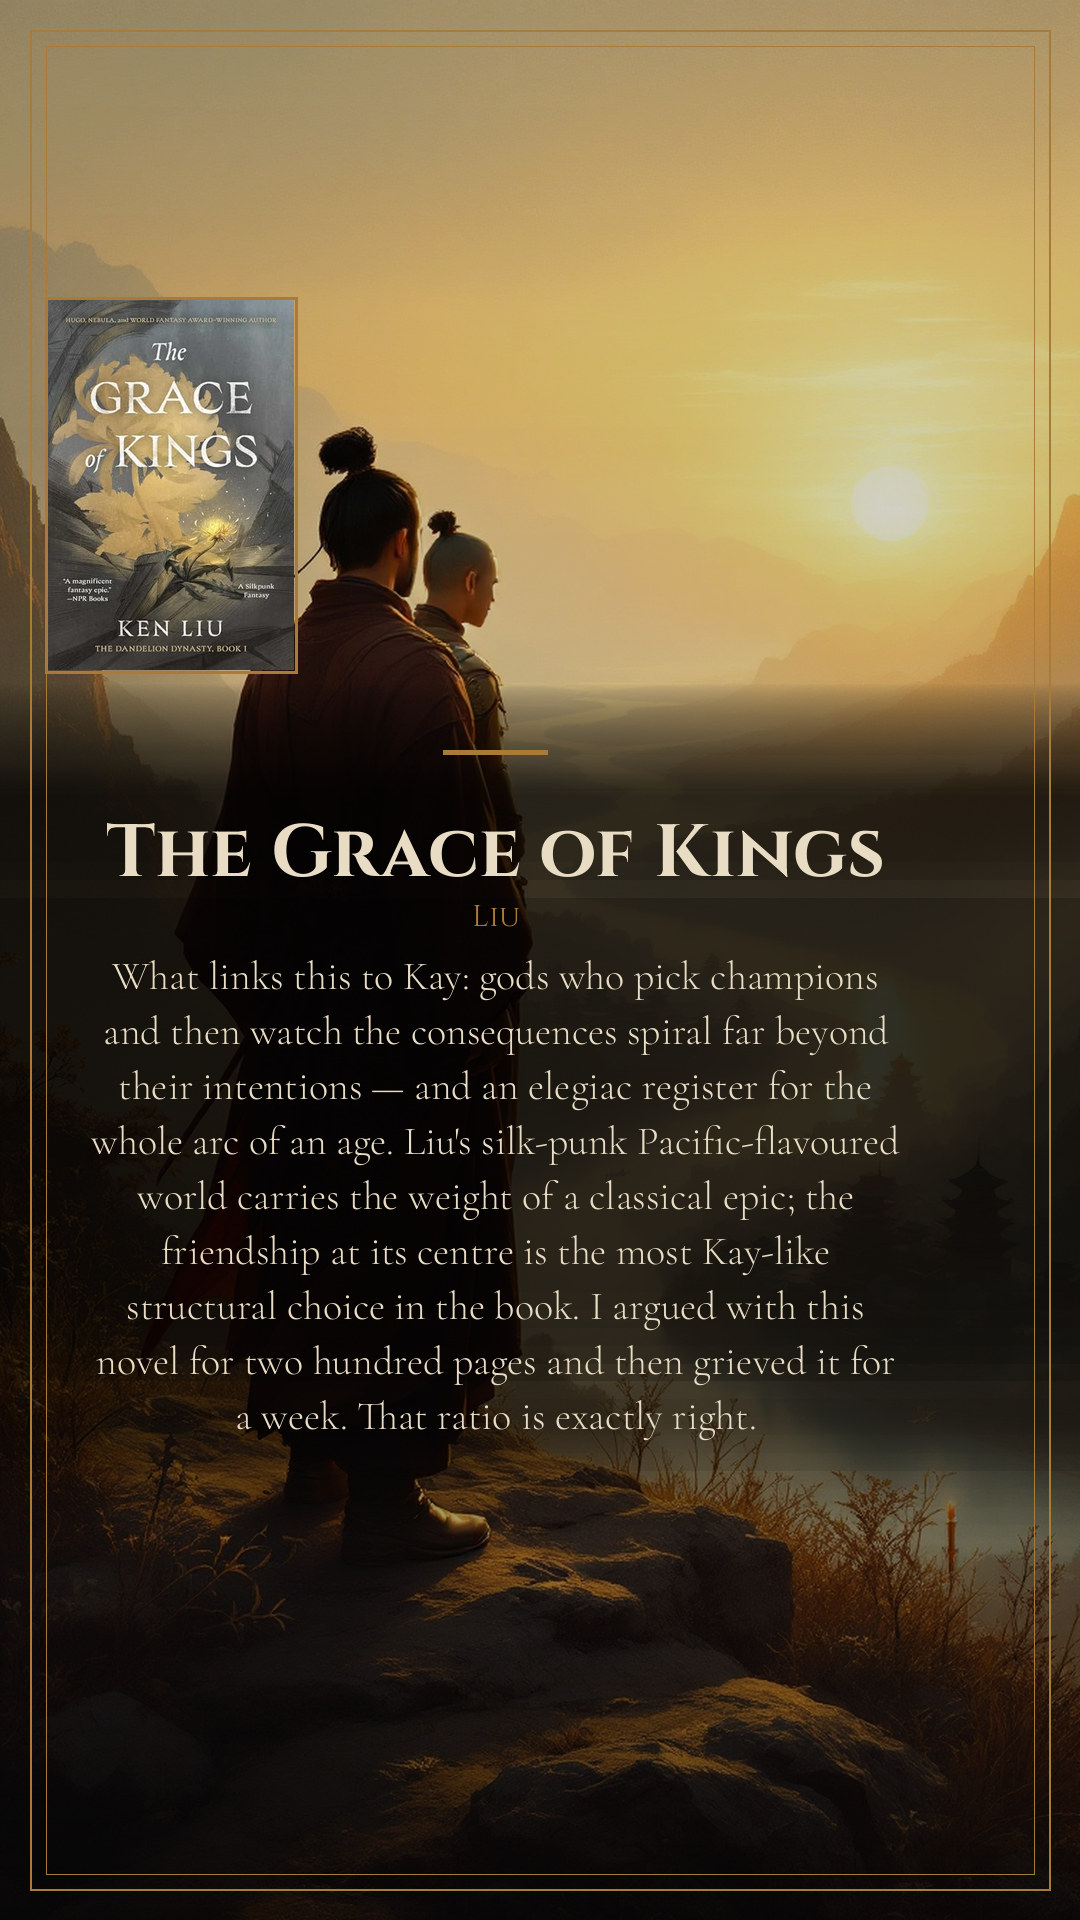 HUGO, NEBULA, and WORLD FANTASY AWARD-WINNING AUTHOR
The
GRACE
of KINGS
"A magnificent
fantasy epic."
—NPR Books
A Silkpunk
Fantasy
KEN LIU
THE DANDELION DYNASTY, BOOK I
The Grace of Kings
Liu
What links this to Kay: gods who pick champions
and then watch the consequences spiral far beyond
their intentions — and an elegiac register for the
whole arc of an age. Liu's silk-punk Pacific-flavoured
world carries the weight of a classical epic; the
friendship at its centre is the most Kay-like
structural choice in the book. I argued with this
novel for two hundred pages and then grieved it for
a week. That ratio is exactly right.